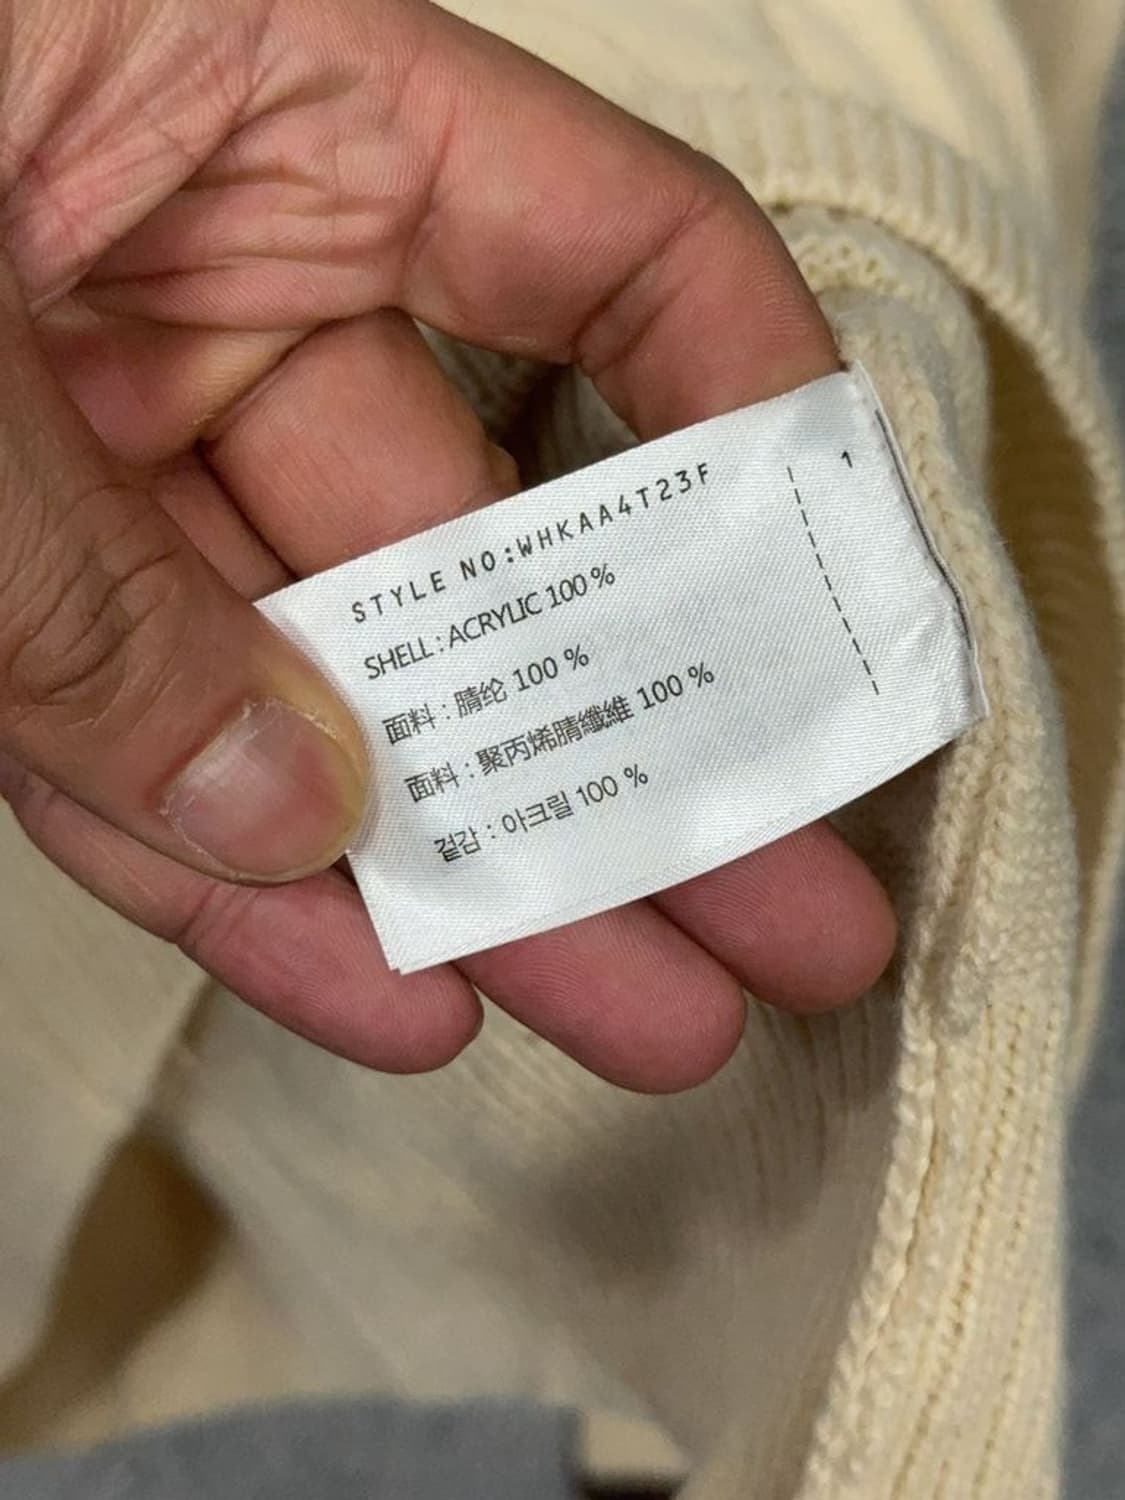 STYLE NO:WHKAA4T23F
SHELL : ACRYLIC 100 %
面料 : 腈纶 100 %
面料 : 聚丙烯腈纖維 100 %
겉감 : 아크릴 100 %
1